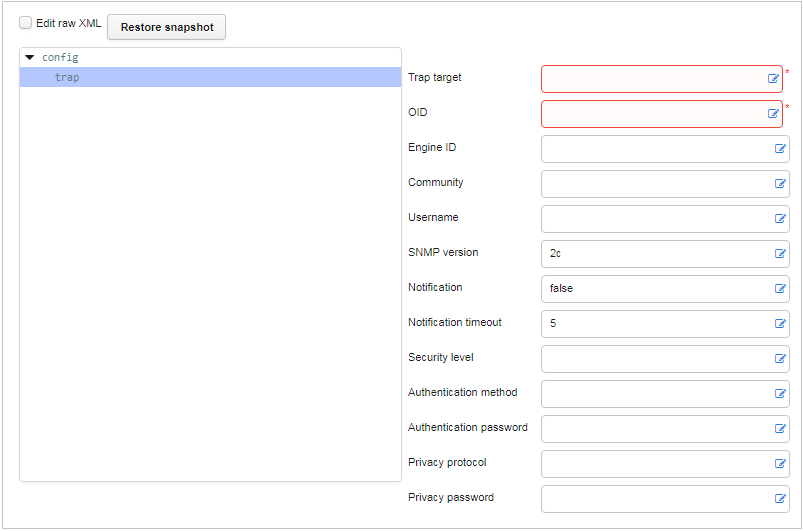 Edit raw XML
Restore snapshot
config
trap
Trap target
*
OID
*
Engine ID
Community
Username
SNMP version 2c
Notification false
Notification timeout 5
Security level
Authentication method
Authentication password
Privacy protocol
Privacy password